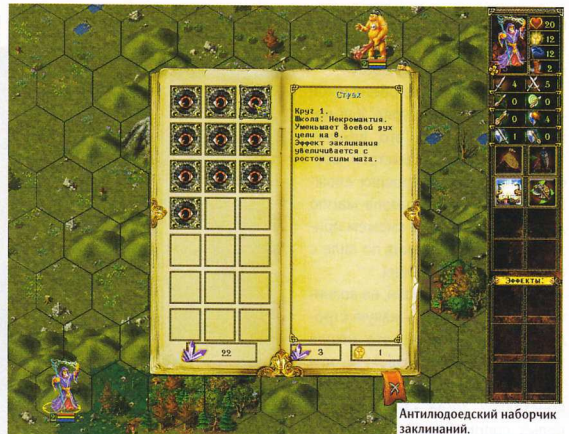 Страх
Круг 1.
Школа: Некромантия.
Уменьшает боевой дух
цели на 8.
Эффект заклинания
увеличивается с
ростом силы мага.
22
3
1
20
12
12
2
4 5
0 0
0 4
1 0
Эффекты:
Антилюдоедский наборчик
заклинаний.